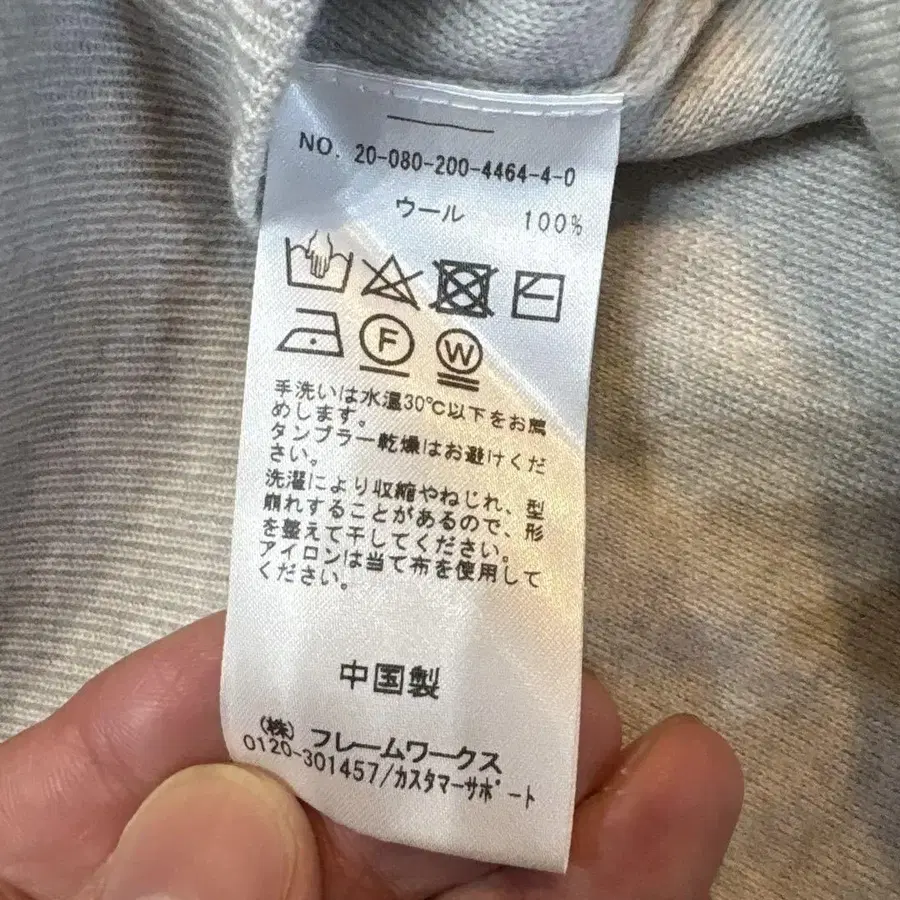 NO. 20-080-200-4464-4-0
ウール 100%
F W
手洗いは水温30℃以下をお薦
めします。
タンブラー乾燥はお避けくだ
さい。
洗濯により収縮やねじれ、型
崩れすることがあるので、形
を整えて干してください。
アイロンは当て布を使用して
ください。
中国製
(株) フレームワークス
0120-301457/カスタマーサポート